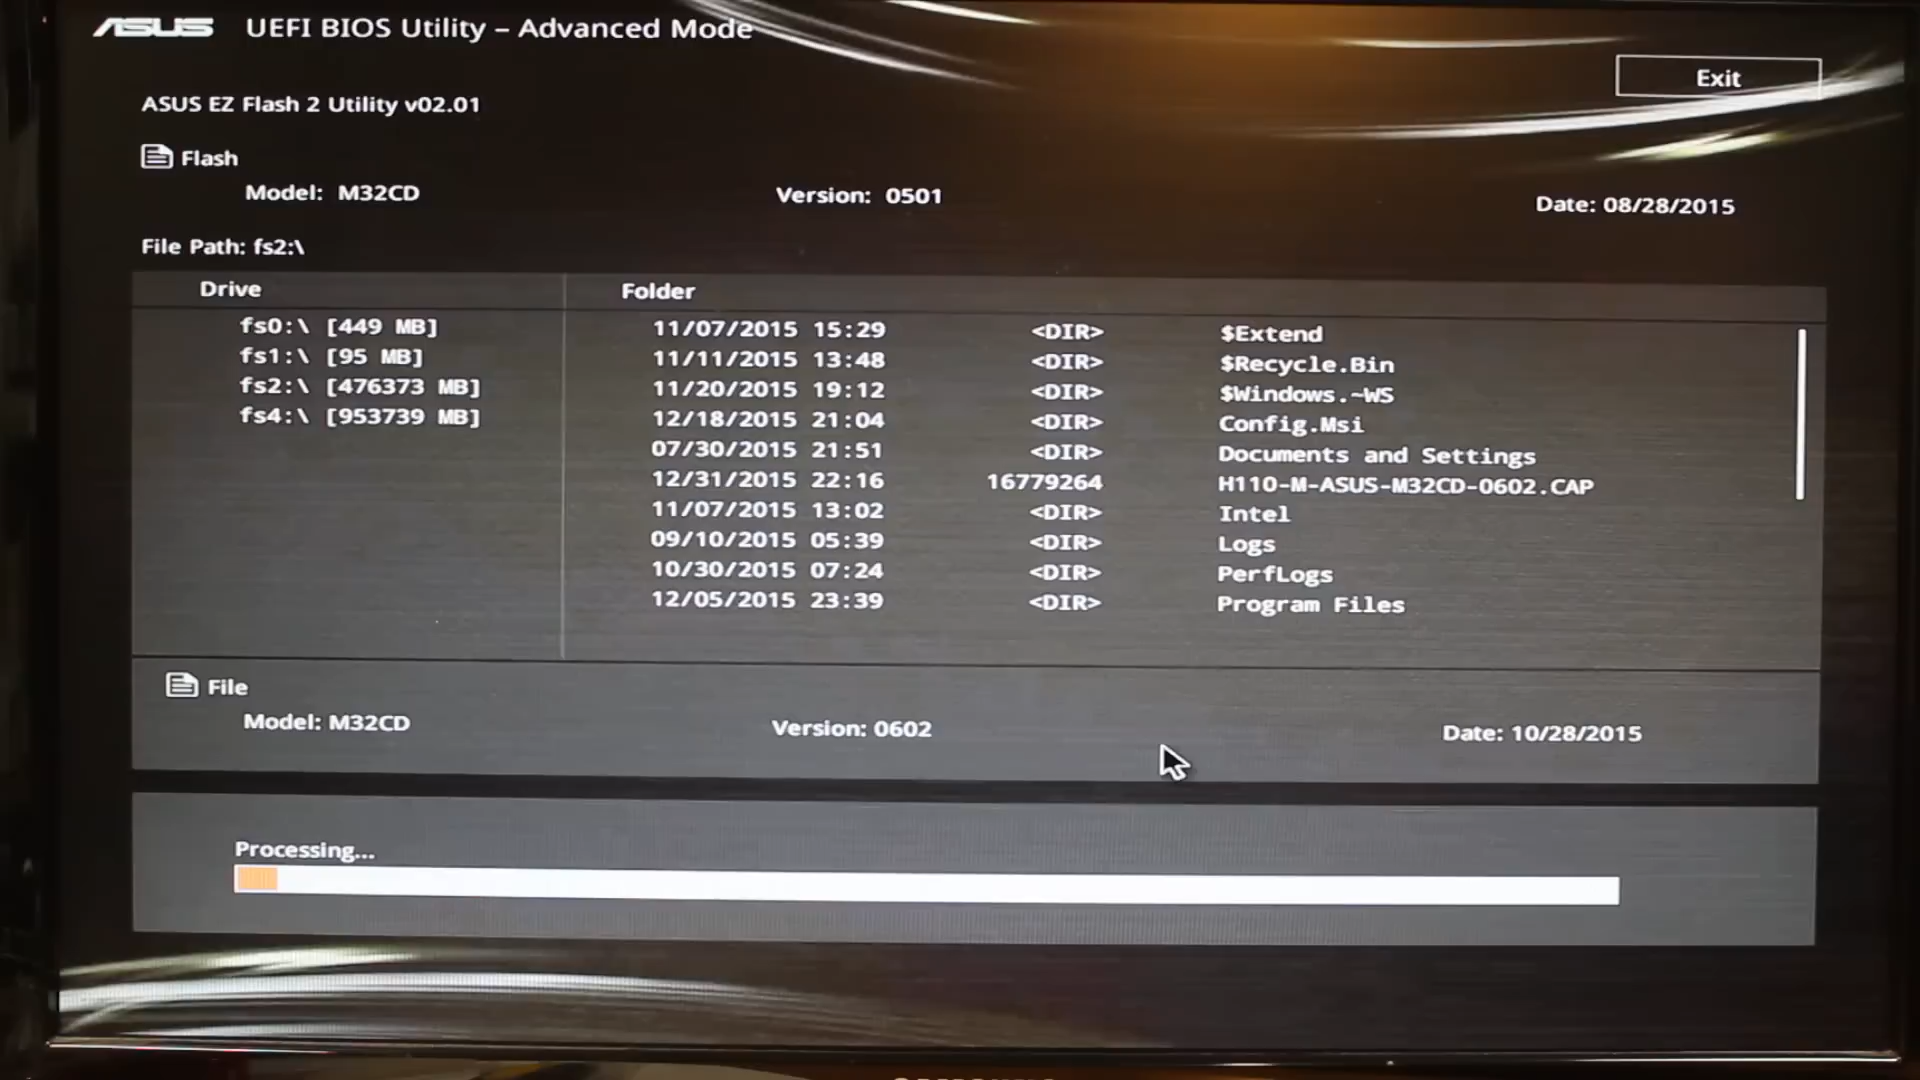 ASUS UEFI BIOS Utility – Advanced Mode
Exit
ASUS EZ Flash 2 Utility v02.01
Flash
Model: M32CD Version: 0501 Date: 08/28/2015
File Path: fs2:\
Drive Folder
fs0:\ [449 MB] 11/07/2015 15:29 <DIR> $Extend
fs1:\ [95 MB] 11/11/2015 13:48 <DIR> $Recycle.Bin
fs2:\ [476373 MB] 11/20/2015 19:12 <DIR> $Windows.~WS
fs4:\ [953739 MB] 12/18/2015 21:04 <DIR> Config.Msi
07/30/2015 21:51 <DIR> Documents and Settings
12/31/2015 22:16 16779264 H110-M-ASUS-M32CD-0602.CAP
11/07/2015 13:02 <DIR> Intel
09/10/2015 05:39 <DIR> Logs
10/30/2015 07:24 <DIR> PerfLogs
12/05/2015 23:39 <DIR> Program Files
File
Model: M32CD Version: 0602 Date: 10/28/2015
Processing...